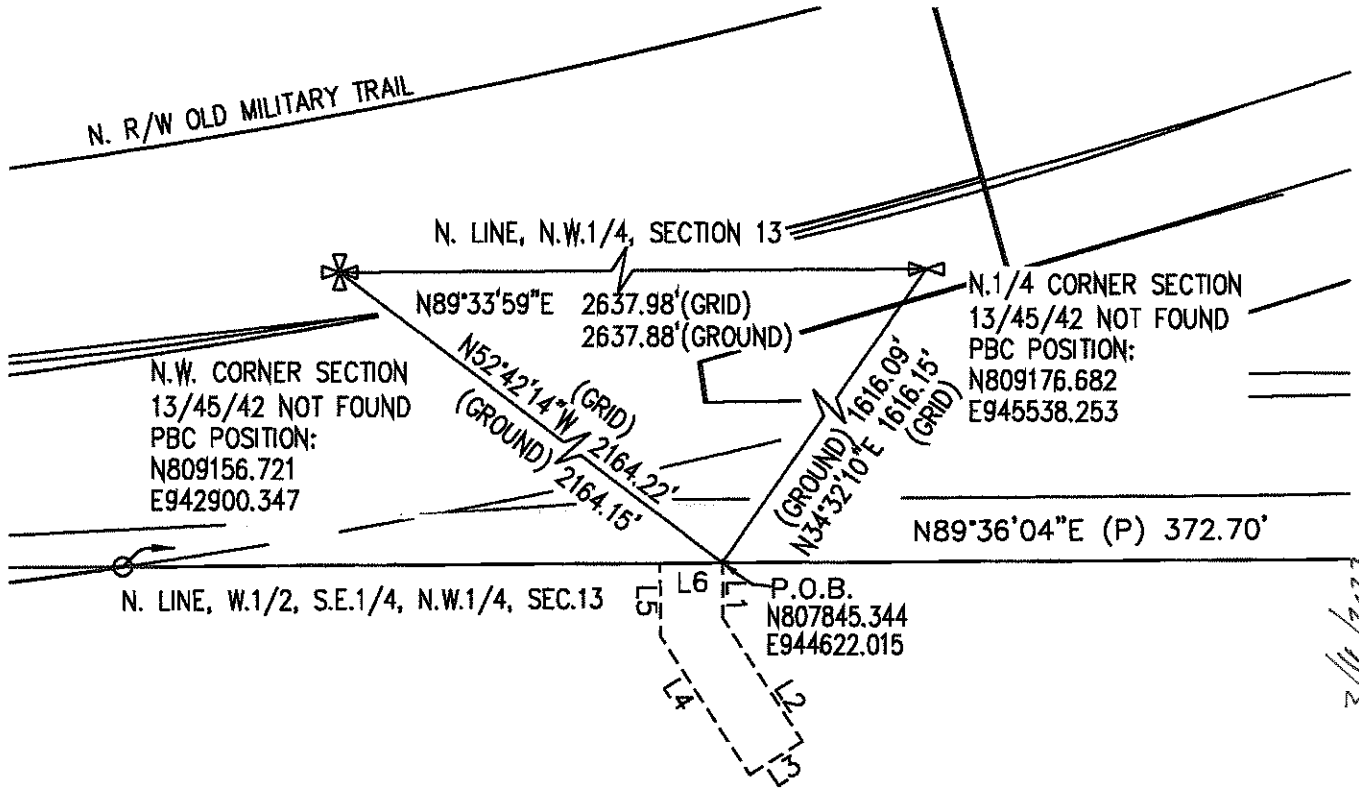 N. R/W OLD MILITARY TRAIL
N. LINE, N.W.1/4, SECTION 13
N89°33'59"E 2637.98'(GRID)
2637.88'(GROUND)
N.1/4 CORNER SECTION
13/45/42 NOT FOUND
PBC POSITION:
N809176.682
E945538.253
N.W. CORNER SECTION
13/45/42 NOT FOUND
PBC POSITION:
N809156.721
E942900.347
(GRID)
N52°42'14"W 2164.22'
(GROUND) 2164.15'
(GROUND) 1616.09'
N34°32'10"E 1616.15'
(GRID)
N89°36'04"E (P) 372.70'
N. LINE, W.1/2, S.E.1/4, N.W.1/4, SEC.13
L6
L5
L1
P.O.B.
N807845.344
E944622.015
L4
L2
L3